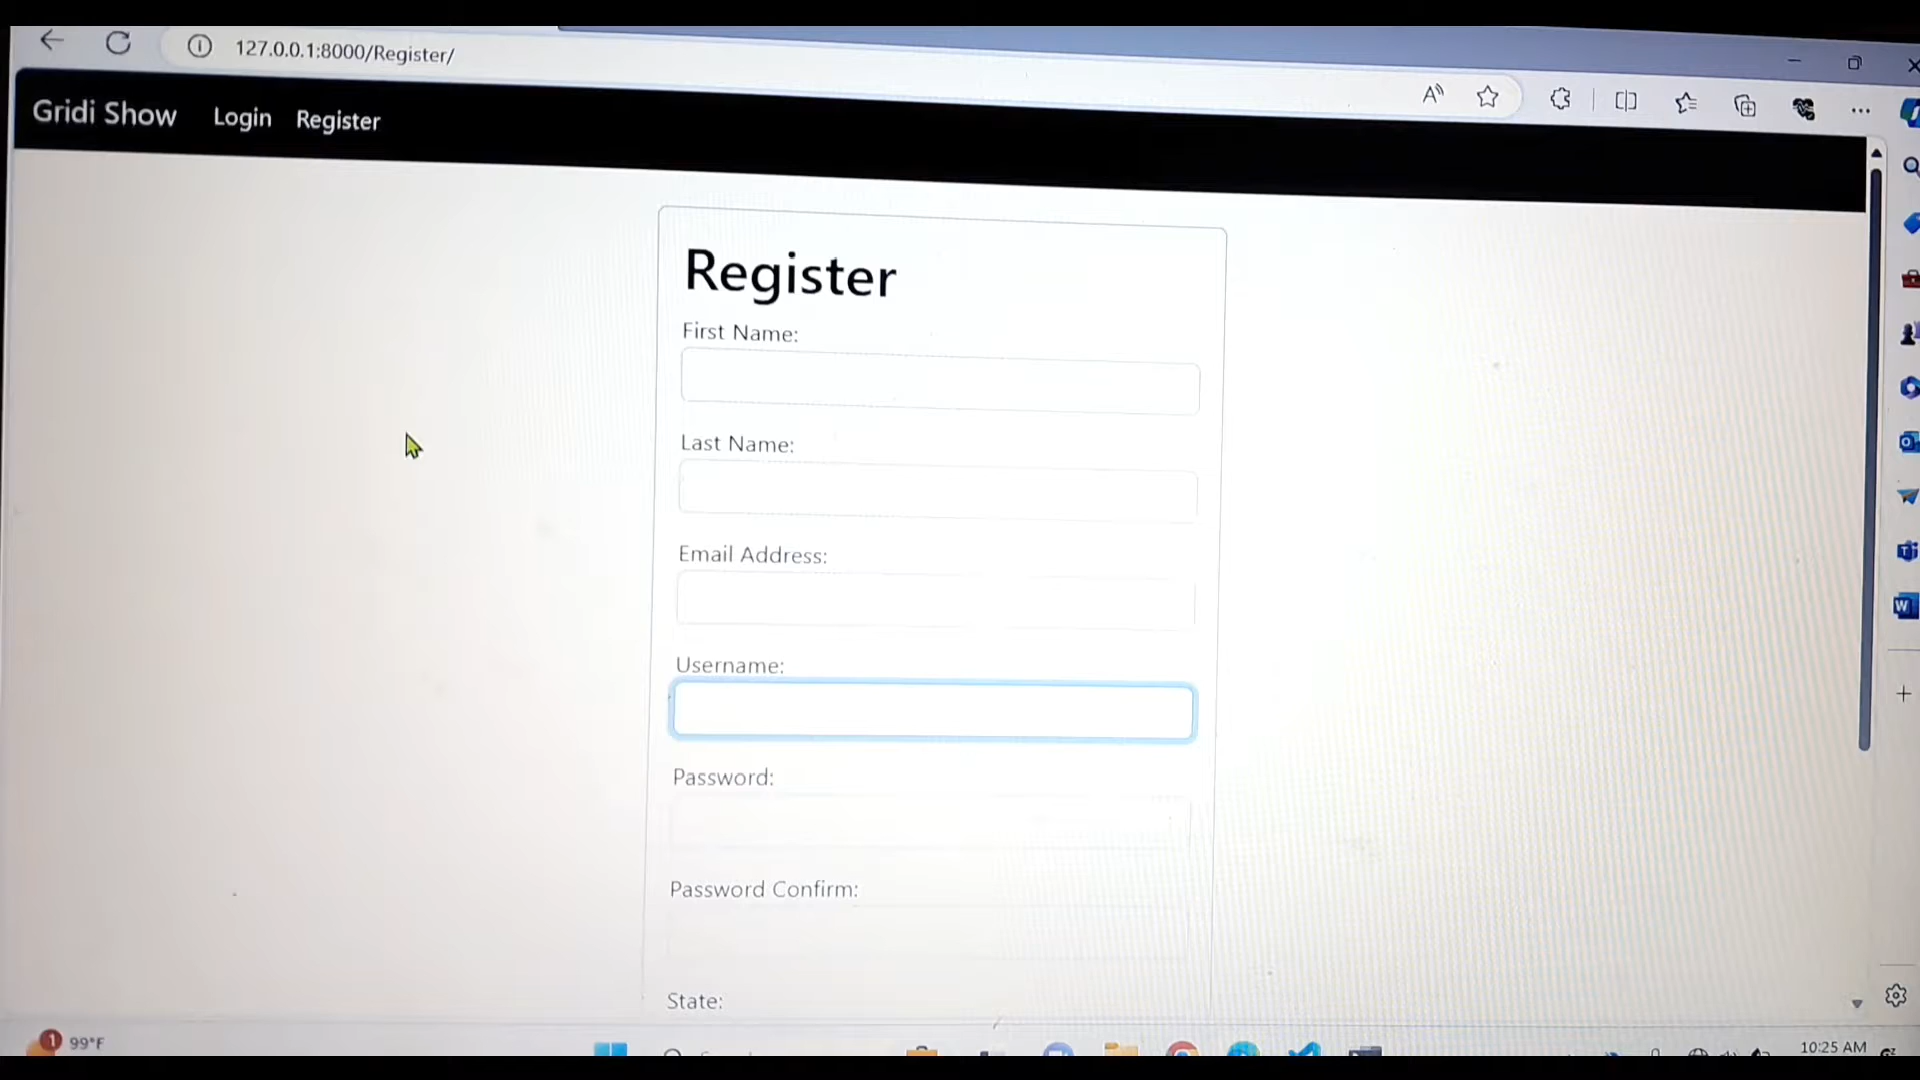 127.0.0.1:8000/Register/
Gridi Show Login Register
Register
First Name:
Last Name:
Email Address:
Username:
Password:
Password Confirm:
State:
1 99°F
10:25 AM